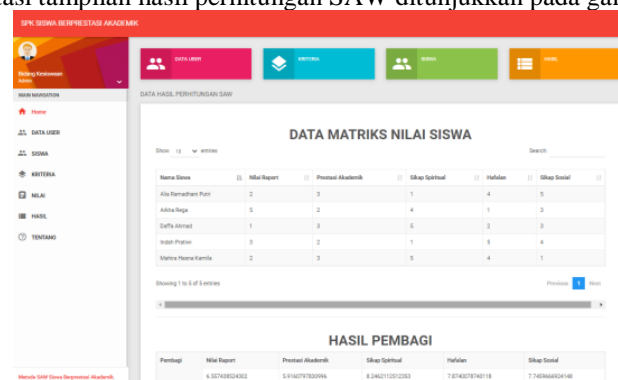 tasi tampilan hasil perhitungan SAW ditunjukkan pada ga
SPK SISWA BERPRESTASI AKADEMIK
Bidang Kesiswaan
Admin
MAIN NAVIGATION
Home
DATA USER
SISWA
KRITERIA
NILAI
HASIL
TENTANG
Metode SAW Siswa Berprestasi Akademik
DATA USER
KRITERIA
SISWA
HASIL
DATA HASIL PERHITUNGAN SAW
DATA MATRIKS NILAI SISWA
Show 10 entries Search:
Nama Siswa Nilai Raport Prestasi Akademik Sikap Spiritual Hafalan Sikap Sosial
Alia Ramadhani Putri 2 3 1 4 5
Arkha Rega 5 2 4 1 3
Daffa Ahmad 1 3 5 2 3
Indah Pratiwi 3 2 1 5 4
Mahira Hasna Kamila 2 3 5 4 1
Showing 1 to 5 of 5 entries Previous 1 Next
HASIL PEMBAGI
Pembagi Nilai Raport Prestasi Akademik Sikap Spiritual Hafalan Sikap Sosial
6.557438524302 5.9160797830996 8.2462112512353 7.8740078740118 7.7459666924148